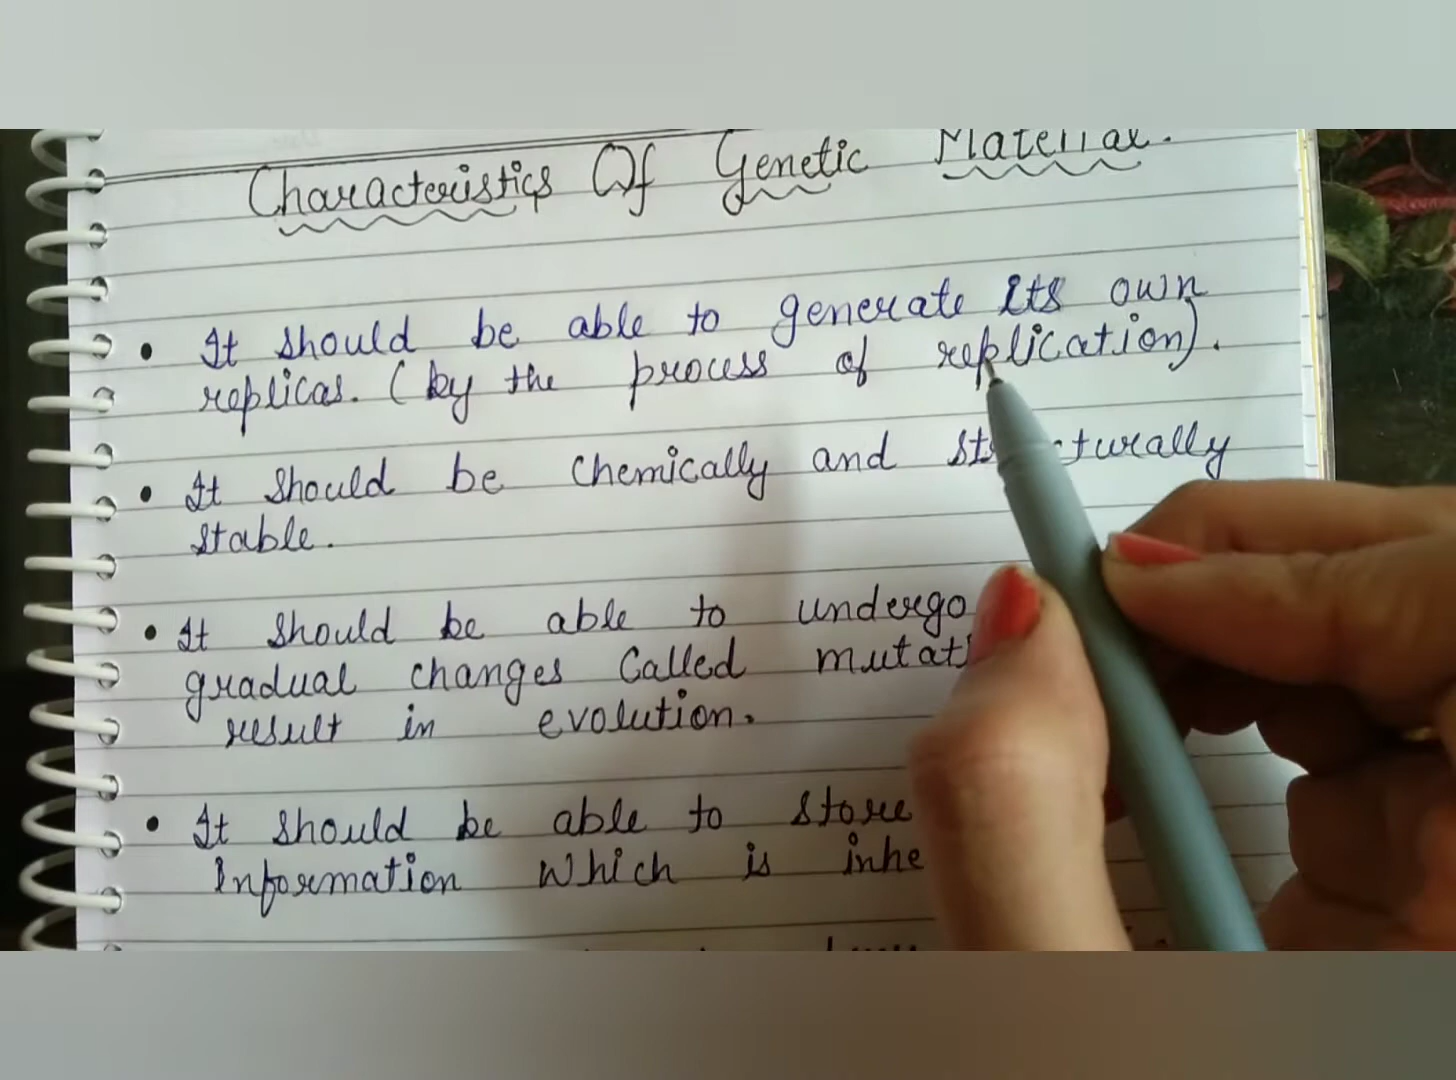 Characteristics Of Genetic Material.
• It should be able to generate its own
replicas. (by the process of replication).
• It should be chemically and structurally
stable.
• It should be able to undergo
gradual changes called
result in evolution.
• It should be able to store
Information which is